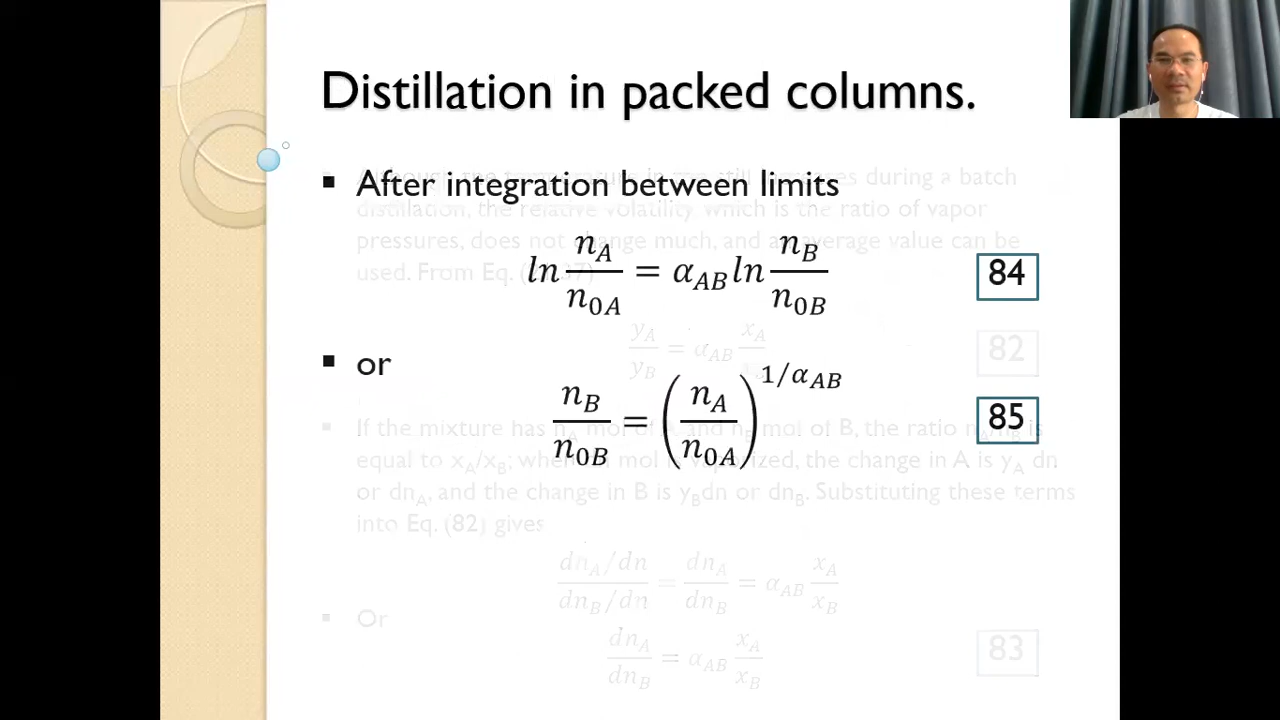 Distillation in packed columns.
▪ After integration between limits
ln n_A/n_0A = α_AB ln n_B/n_0B
84
▪ or
n_B/n_0B = (n_A/n_0A)^1/α_AB
85
during a batch
distillation, the relative volatility which is the ratio of vapor
pressures, does not change much, and an average value can be
used. From Eq.
y_A/y_B = α_AB x_A
82
▪ If the mixture has n_A mol of A and n_B mol of B, the ratio n_A/n_B is
equal to x_A/x_B; when dn mol is vaporized, the change in A is y_A dn
or dn_A, and the change in B is y_B dn or dn_B. Substituting these terms
into Eq. (82) gives
dn_A/dn / dn_B/dn = dn_A/dn_B = α_AB x_A/x_B
▪ Or
dn_A/dn_B = α_AB x_A/x_B
83